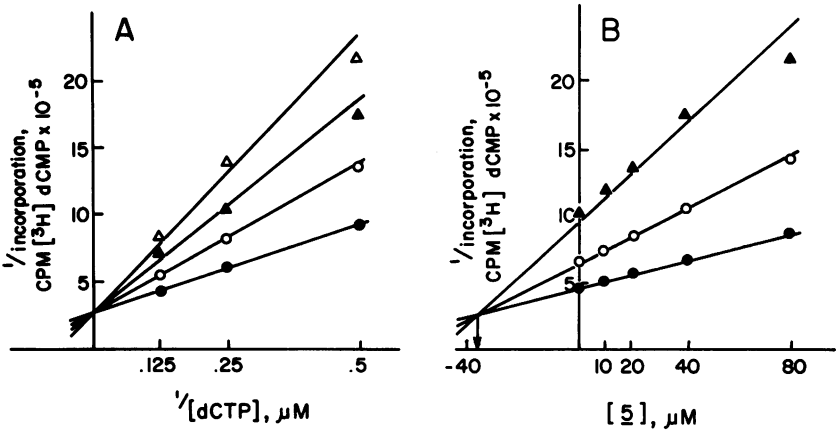 A
1/incorporation,
CPM [³H] dCMP x 10⁻⁵
20
15
10
5
.125 .25 .5
1/[dCTP], μM
B
1/incorporation,
CPM [³H] dCMP x 10⁻⁵
20
15
10
5
-40 10 20 40 80
[5], μM